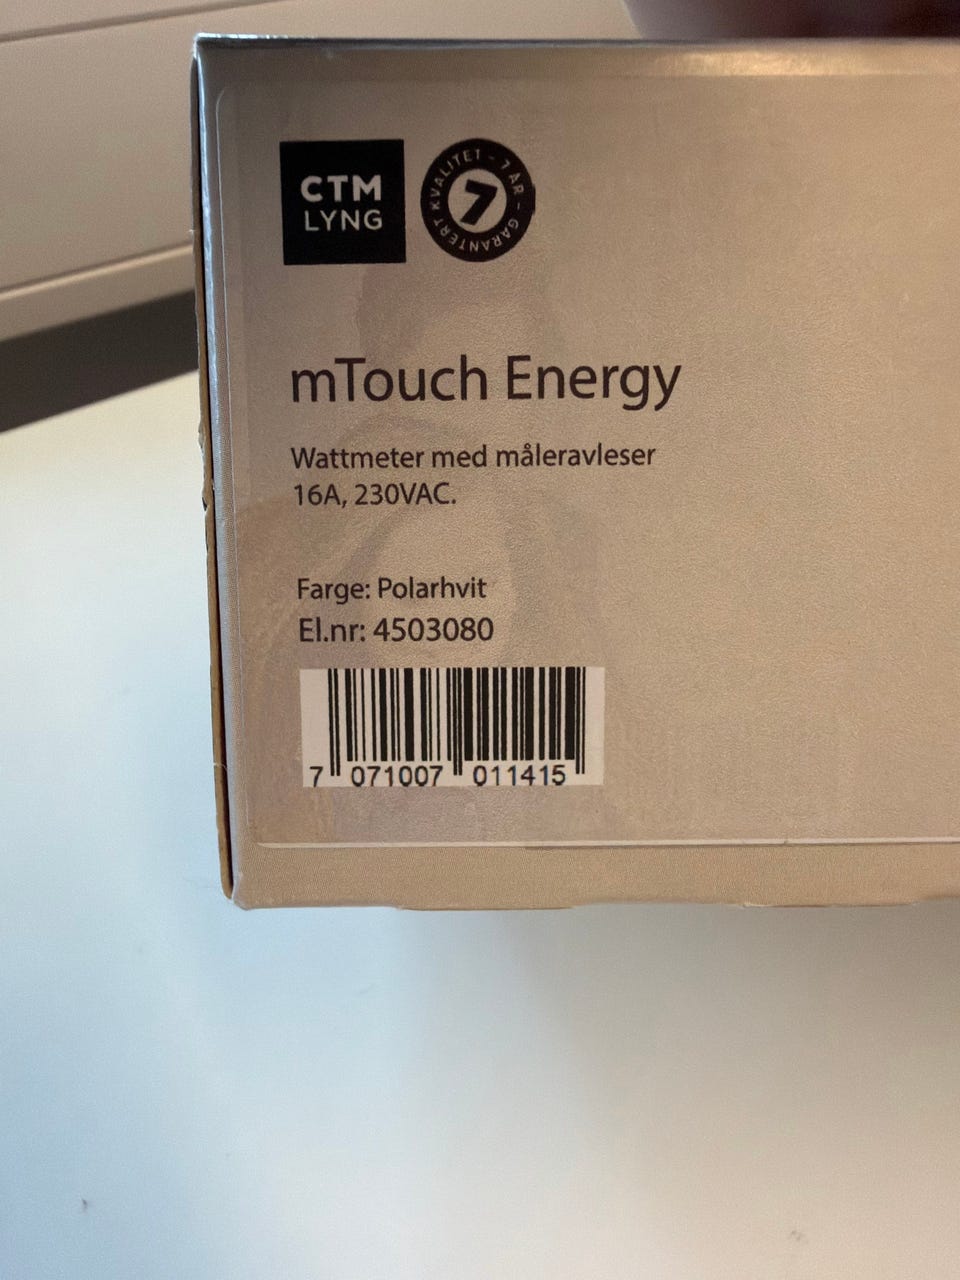 CTM
LYNG
KVALITET - 7 ÅR - GARANTERT
7
mTouch Energy
Wattmeter med måleravleser
16A, 230VAC.
Farge: Polarhvit
El.nr: 4503080
7 071007 011415